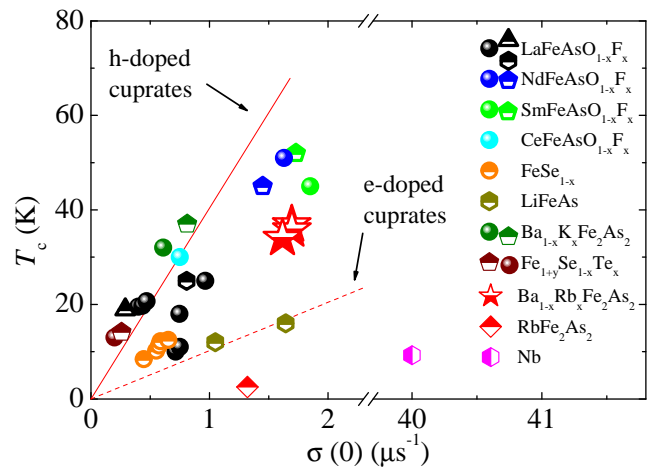 80
60
40
20
0
T_c (K)
0
1
2
40
41
σ (0) (μs⁻¹)
h-doped
cuprates
e-doped
cuprates
LaFeAsO₁₋ₓFₓ
NdFeAsO₁₋ₓFₓ
SmFeAsO₁₋ₓFₓ
CeFeAsO₁₋ₓFₓ
FeSe₁₋ₓ
LiFeAs
Ba₁₋ₓKₓFe₂As₂
Fe₁₊ᵧSe₁₋ₓTeₓ
Ba₁₋ₓRbₓFe₂As₂
RbFe₂As₂
Nb